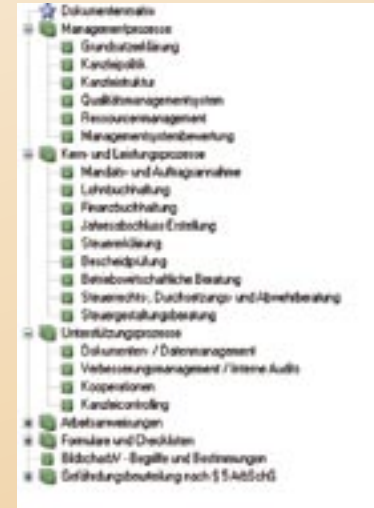 Dokumentenmatrix
Managementprozesse
Grundsatzerklärung
Kanzleipolitik
Kanzleistruktur
Qualitätsmanagementsystem
Ressourcenmanagement
Managementsystembewertung
Kern- und Leistungsprozesse
Mandats- und Auftragsannahme
Lohnbuchhaltung
Finanzbuchhaltung
Jahresabschluss Erstellung
Steuererklärung
Bescheidprüfung
Betriebswirtschaftliche Beratung
Steuerrechts-, Durchsetzungs- und Abwehrberatung
Steuergestaltungsberatung
Unterstützungsprozesse
Dokumenten- / Datenmanagement
Verbesserungsmanagement / Interne Audits
Kooperationen
Kanzleicontrolling
Arbeitsanweisungen
Formulare und Checklisten
BildscharbV - Begriffe und Bestimmungen
Gefährdungsbeurteilung nach § 5 ArbSchG